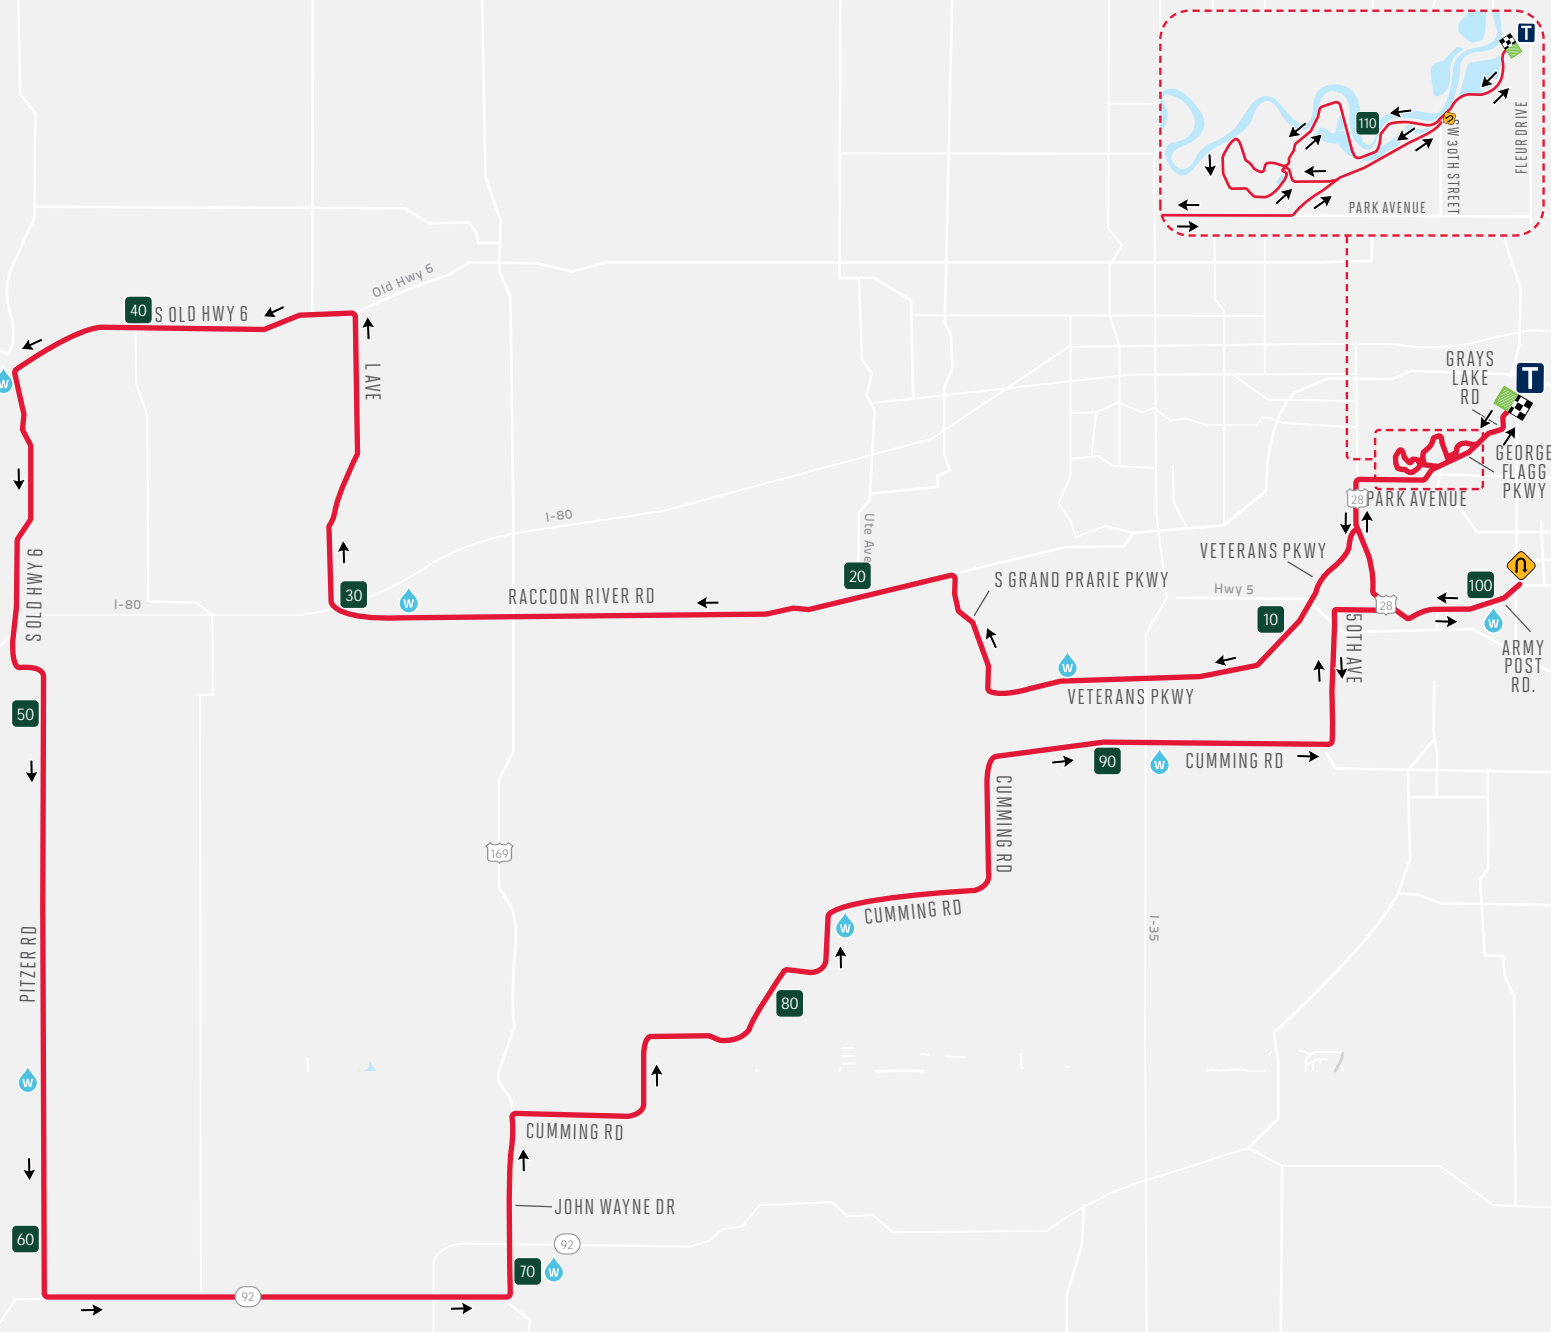 T
110
SW 30TH STREET
FLEUR DRIVE
PARK AVENUE
Old Hwy 6
40
S OLD HWY 6
L AVE
W
GRAYS
LAKE
RD
T
GEORGE
FLAGG
PKWY
28
PARK AVENUE
I-80
Ute Ave
VETERANS PKWY
S OLD HWY 6
I-80
30
W
RACCOON RIVER RD
20
S GRAND PRARIE PKWY
Hwy 5
10
28
100
W
50TH AVE
ARMY
POST
RD.
W
VETERANS PKWY
50
90
W
CUMMING RD
CUMMING RD
169
CUMMING RD
W
I-35
PITZER RD
80
W
CUMMING RD
JOHN WAYNE DR
60
92
70
W
92